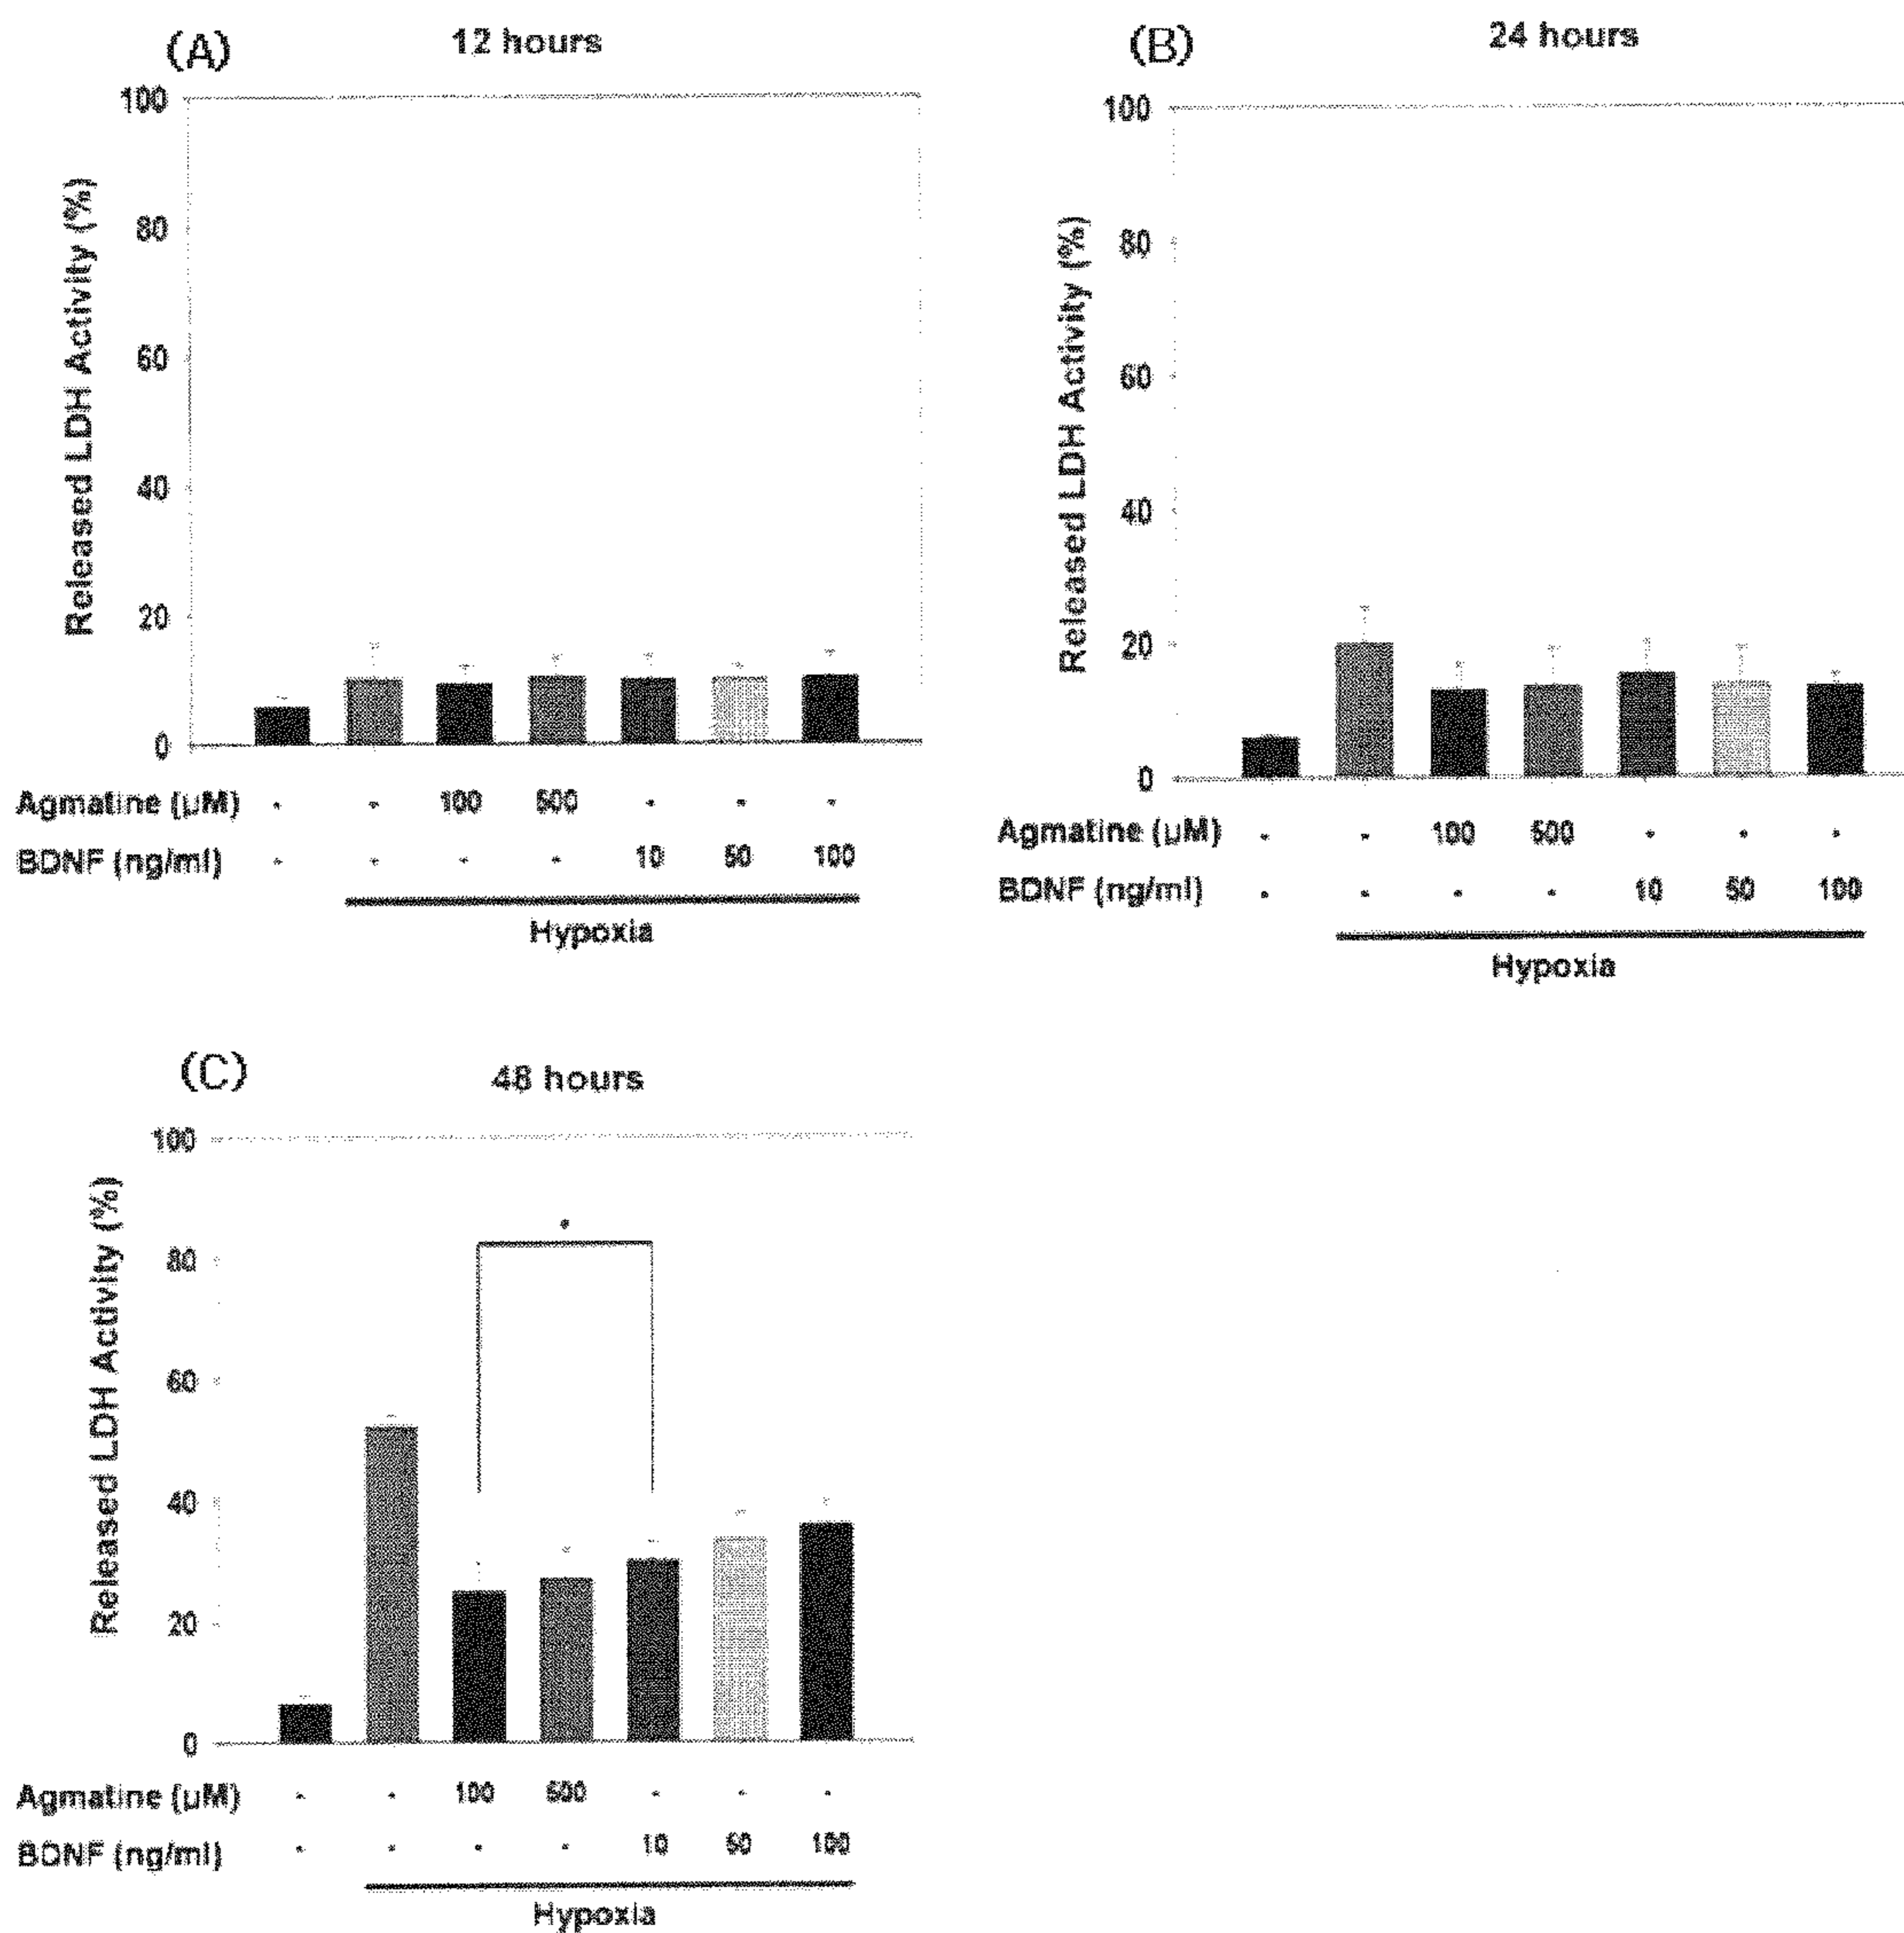 (A) 12 hours
Released LDH Activity (%)
100
80
60
40
20
0
Agmatine (µM) - - 100 500 - - -
BDNF (ng/ml) - - - - 10 50 100
Hypoxia
(B) 24 hours
Released LDH Activity (%)
100
80
60
40
20
0
Agmatine (µM) - - 100 500 - - -
BDNF (ng/ml) - - - - 10 50 100
Hypoxia
(C) 48 hours
Released LDH Activity (%)
100
80
60
40
20
0
*
Agmatine (µM) - - 100 500 - - -
BDNF (ng/ml) - - - - 10 50 100
Hypoxia